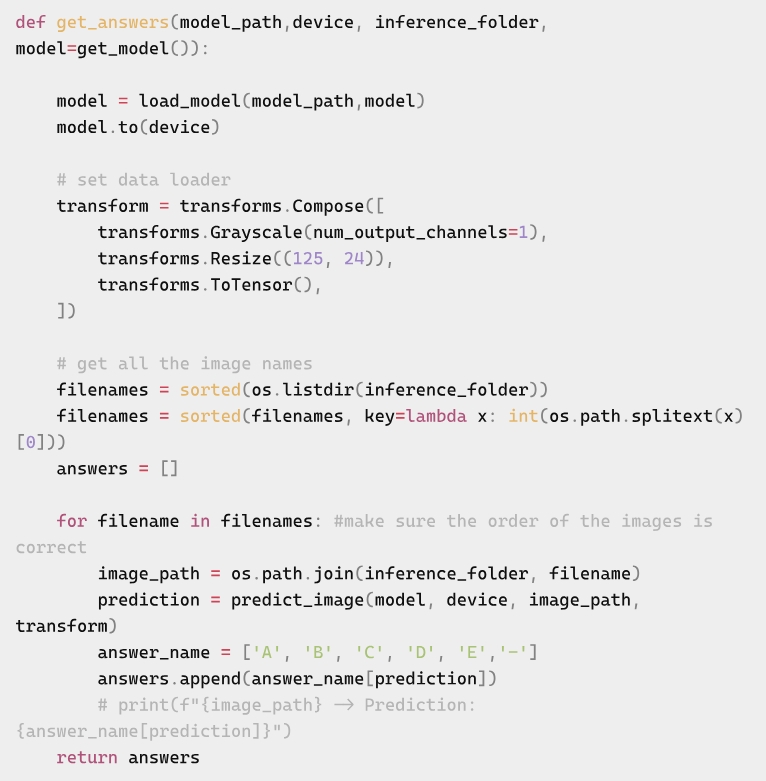 def get_answers(model_path,device, inference_folder,
model=get_model()):
    model = load_model(model_path,model)
    model.to(device)
    # set data loader
    transform = transforms.Compose([
        transforms.Grayscale(num_output_channels=1),
        transforms.Resize((125, 24)),
        transforms.ToTensor(),
    ])
    # get all the image names
    filenames = sorted(os.listdir(inference_folder))
    filenames = sorted(filenames, key=lambda x: int(os.path.splitext(x)
[0]))
    answers = []
    for filename in filenames: #make sure the order of the images is
correct
        image_path = os.path.join(inference_folder, filename)
        prediction = predict_image(model, device, image_path,
transform)
        answer_name = ['A', 'B', 'C', 'D', 'E','-']
        answers.append(answer_name[prediction])
        # print(f"{image_path} -> Prediction:
{answer_name[prediction]}")
    return answers